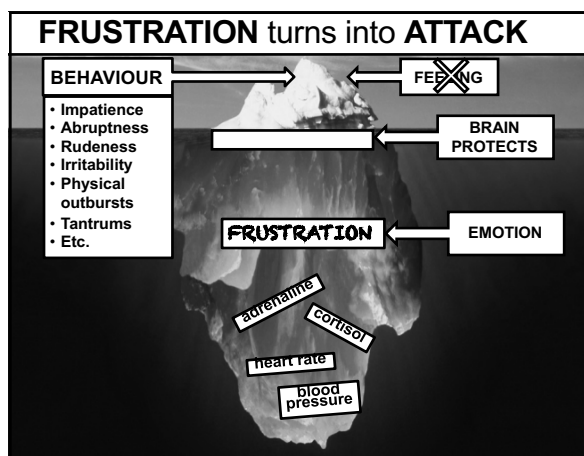 FRUSTRATION turns into ATTACK
BEHAVIOUR
• Impatience
• Abruptness
• Rudeness
• Irritability
• Physical
outbursts
• Tantrums
• Etc.
FEELING
BRAIN
PROTECTS
FRUSTRATION
EMOTION
adrenaline
cortisol
heart rate
blood
pressure